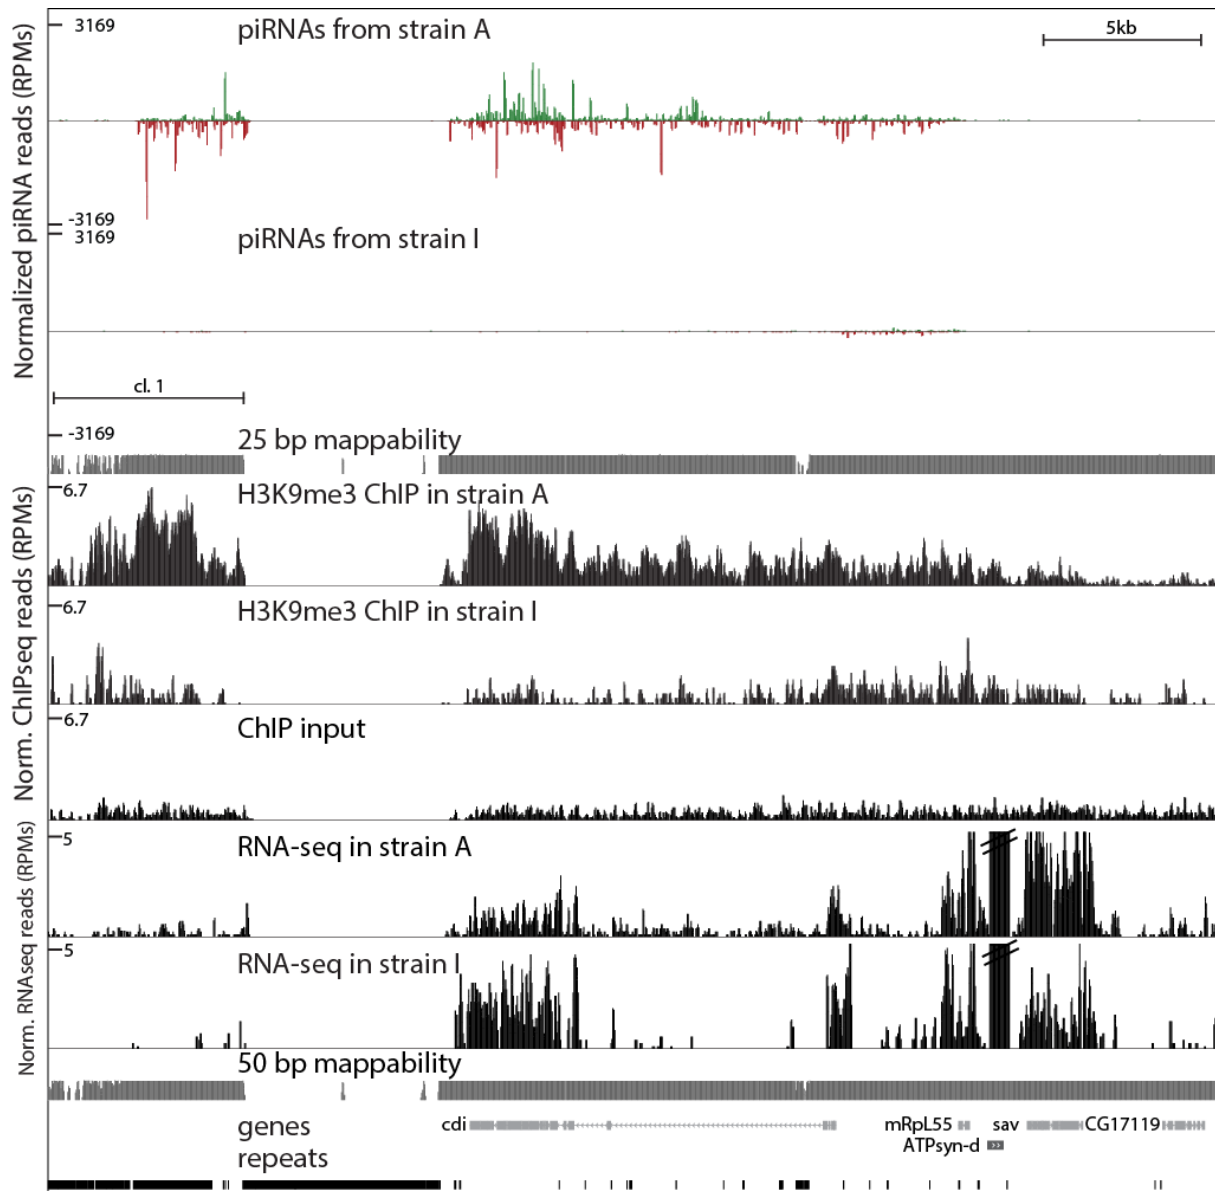 3169
piRNAs from strain A
5kb
Normalized piRNA reads (RPMs)
-3169
3169
piRNAs from strain I
cl. 1
-3169
25 bp mappability
6.7
H3K9me3 ChIP in strain A
Norm. ChIPseq reads (RPMs)
6.7
H3K9me3 ChIP in strain I
6.7
ChIP input
5
RNA-seq in strain A
Norm. RNAseq reads (RPMs)
5
RNA-seq in strain I
50 bp mappability
genes
cdi
mRpL55
sav
CG17119
ATPsyn-d
repeats